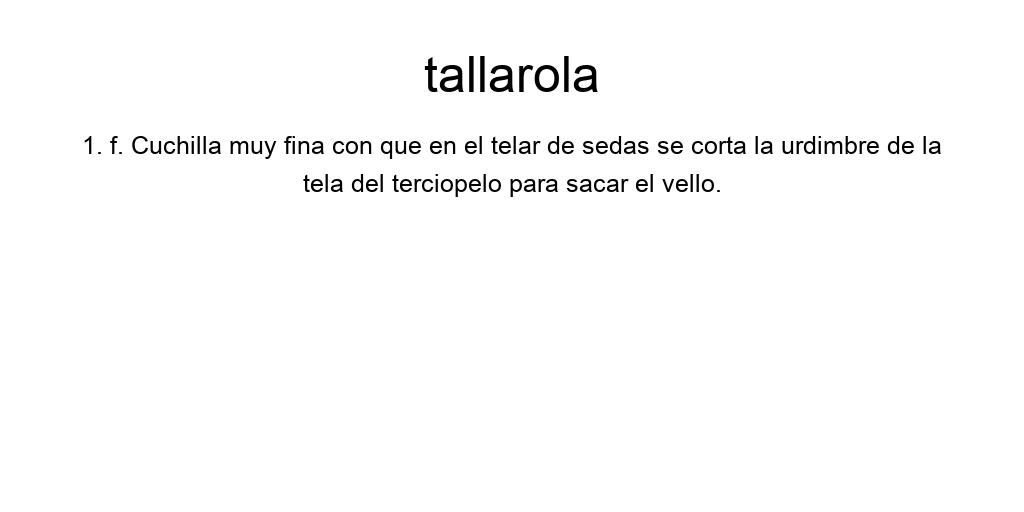 tallarola
1. f. Cuchilla muy fina con que en el telar de sedas se corta la urdimbre de la
tela del terciopelo para sacar el vello.